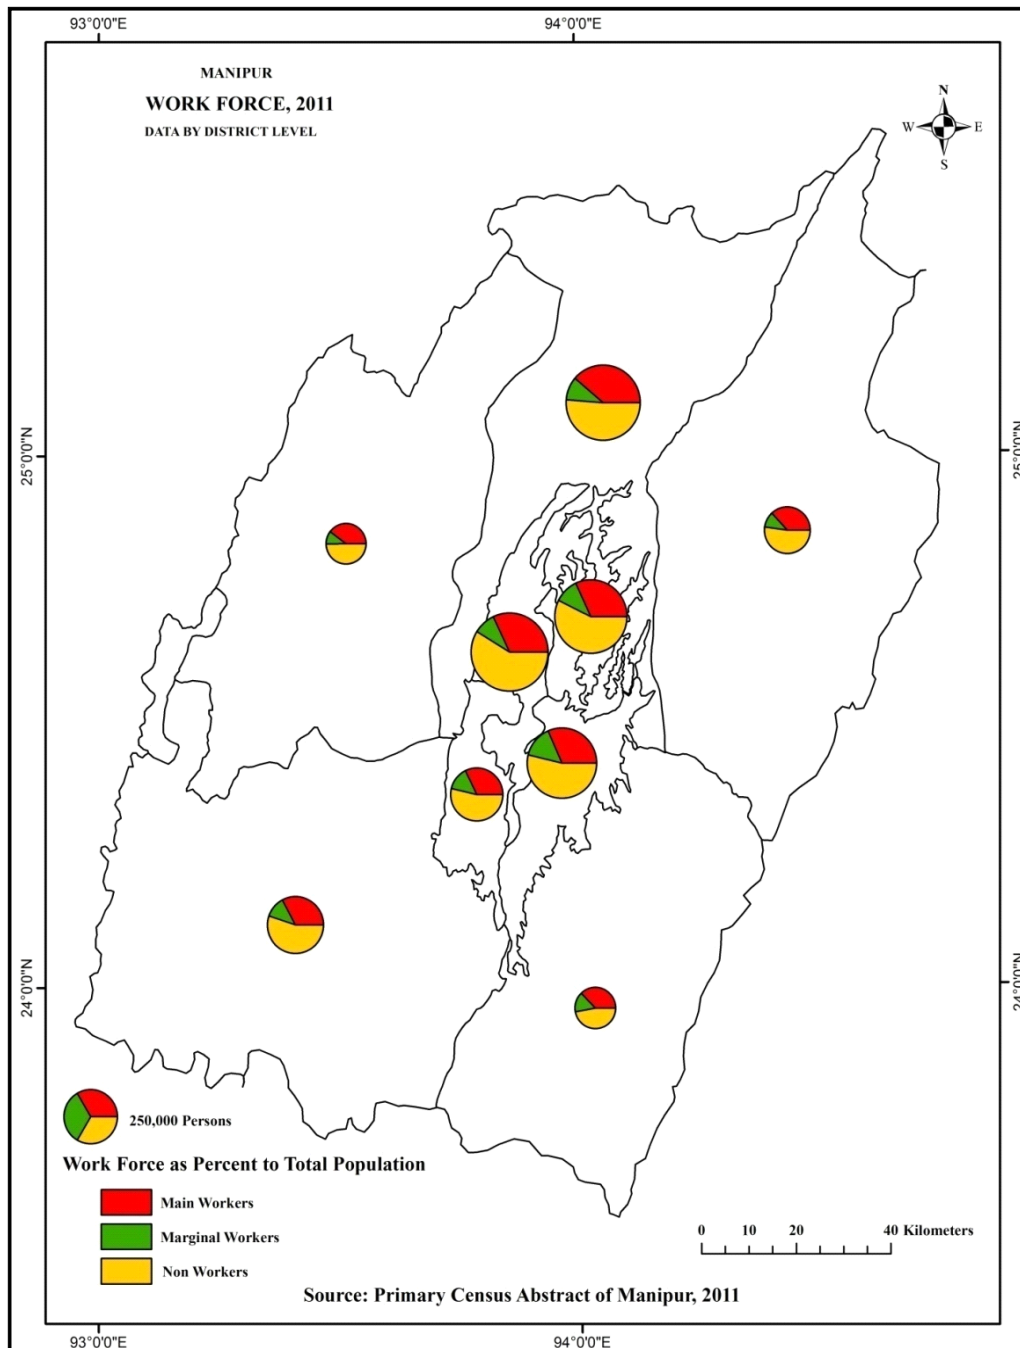 93°0'0"E 94°0'0"E
MANIPUR
WORK FORCE, 2011
DATA BY DISTRICT LEVEL
N
W E
S
25°0'0"N 25°0'0"N
24°0'0"N 24°0'0"N
250,000 Persons
Work Force as Percent to Total Population
Main Workers
Marginal Workers
Non Workers
0 10 20 40 Kilometers
Source: Primary Census Abstract of Manipur, 2011
93°0'0"E 94°0'0"E